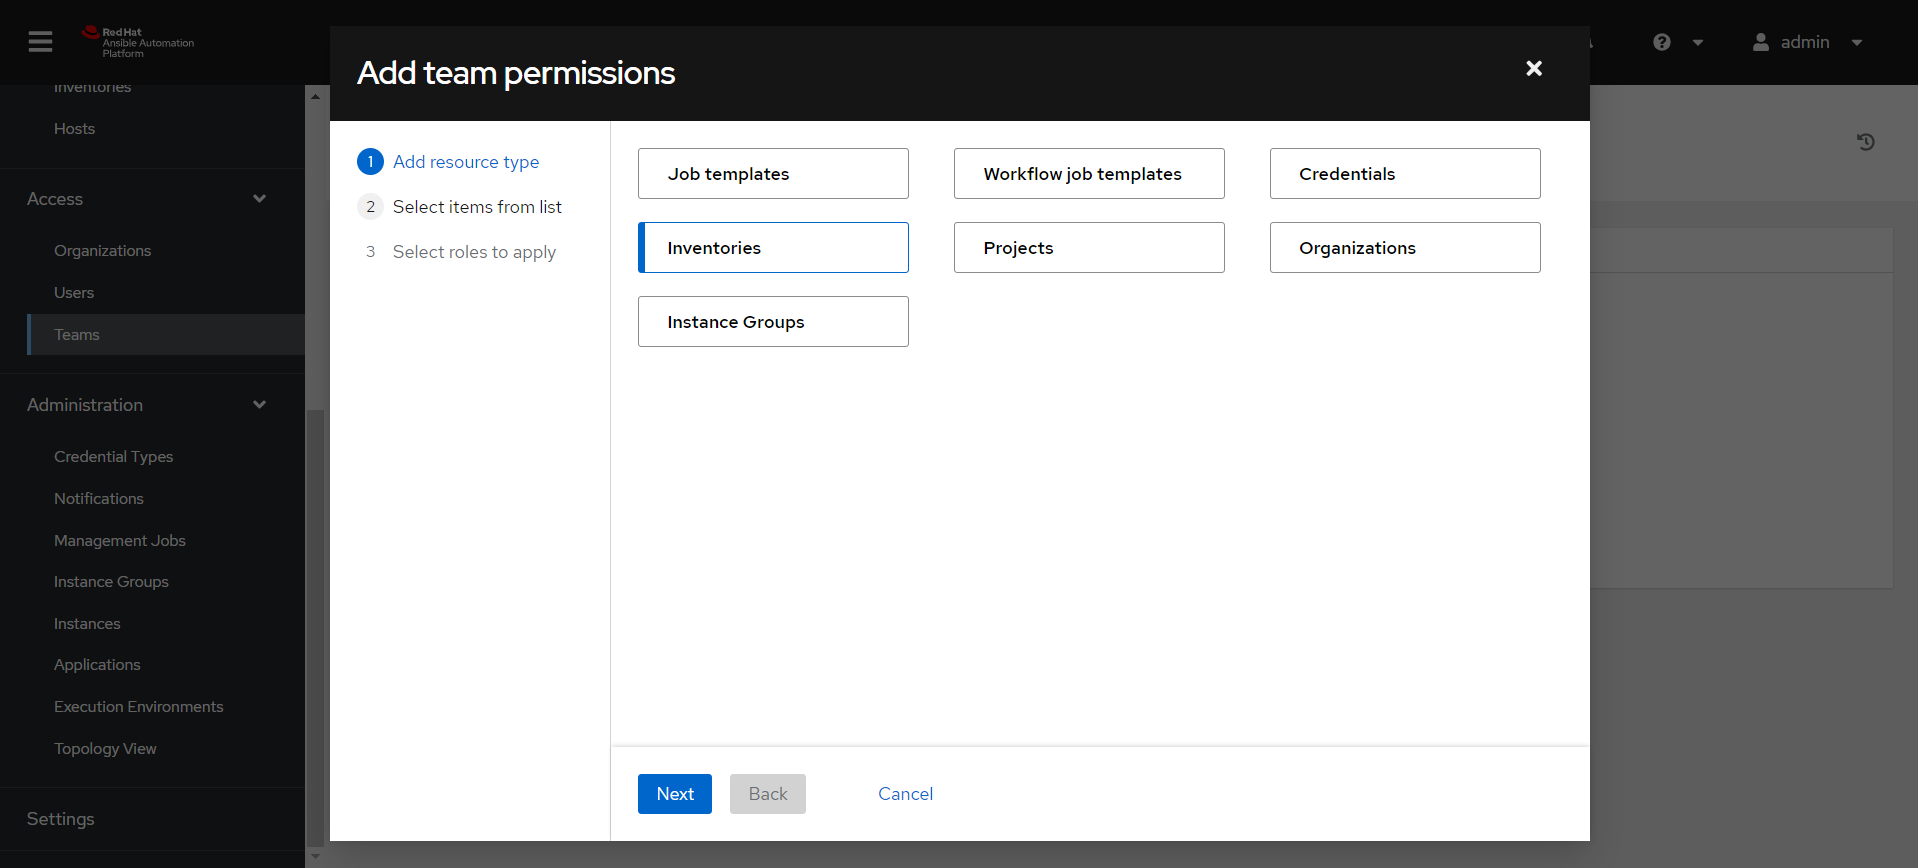 Red Hat
Ansible Automation
Platform
admin
Inventories
Hosts
Access
Organizations
Users
Teams
Administration
Credential Types
Notifications
Management Jobs
Instance Groups
Instances
Applications
Execution Environments
Topology View
Settings
Add team permissions
1 Add resource type
2 Select items from list
3 Select roles to apply
Job templates
Workflow job templates
Credentials
Inventories
Projects
Organizations
Instance Groups
Next
Back
Cancel